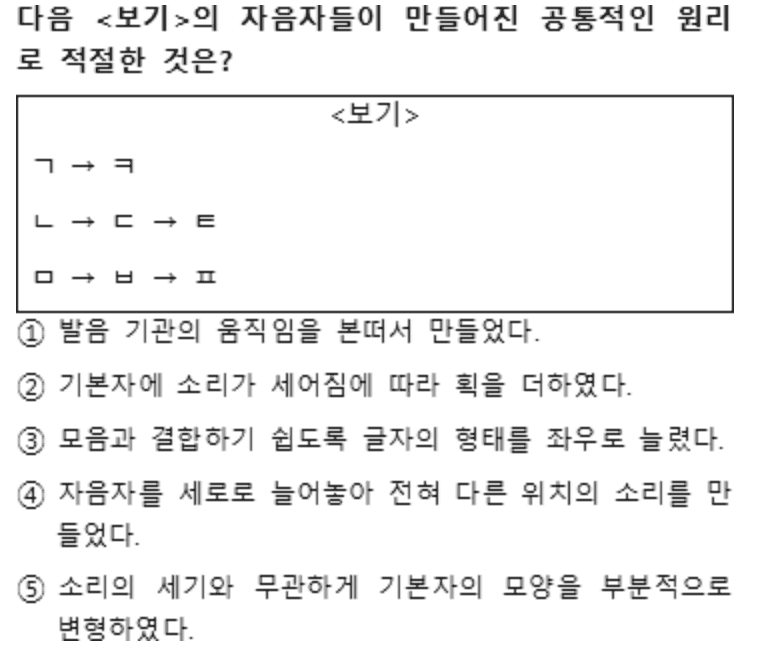 다음 <보기>의 자음자들이 만들어진 공통적인 원리
로 적절한 것은?
<보기>
ㄱ → ㅋ
ㄴ → ㄷ → ㅌ
ㅁ → ㅂ → ㅍ
① 발음 기관의 움직임을 본떠서 만들었다.
② 기본자에 소리가 세어짐에 따라 획을 더하였다.
③ 모음과 결합하기 쉽도록 글자의 형태를 좌우로 늘렸다.
④ 자음자를 세로로 늘어놓아 전혀 다른 위치의 소리를 만
들었다.
⑤ 소리의 세기와 무관하게 기본자의 모양을 부분적으로
변형하였다.